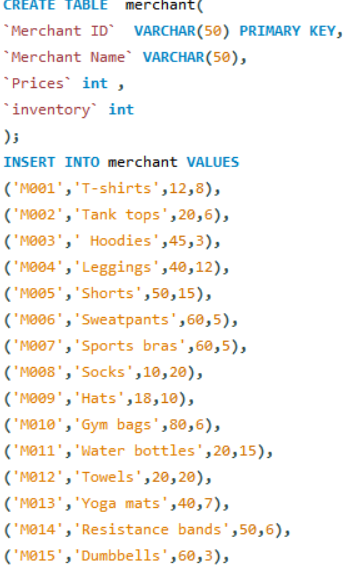 CREATE TABLE  merchant(
`Merchant ID`  VARCHAR(50) PRIMARY KEY,
`Merchant Name` VARCHAR(50),
`Prices` int ,
`inventory` int
);
INSERT INTO merchant VALUES
('M001','T-shirts',12,8),
('M002','Tank tops',20,6),
('M003',' Hoodies',45,3),
('M004','Leggings',40,12),
('M005','Shorts',50,15),
('M006','Sweatpants',60,5),
('M007','Sports bras',60,5),
('M008','Socks',10,20),
('M009','Hats',18,10),
('M010','Gym bags',80,6),
('M011','Water bottles',20,15),
('M012','Towels',20,20),
('M013','Yoga mats',40,7),
('M014','Resistance bands',50,6),
('M015','Dumbbells',60,3),